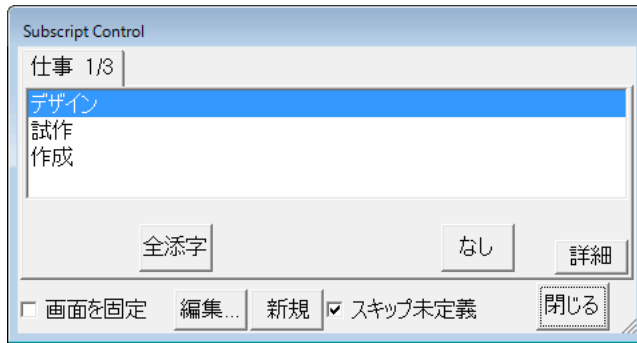 Subscript Control
仕事 1/3
デザイン
試作
作成
全添字 なし 詳細
画面を固定 編集... 新規 スキップ未定義 閉じる